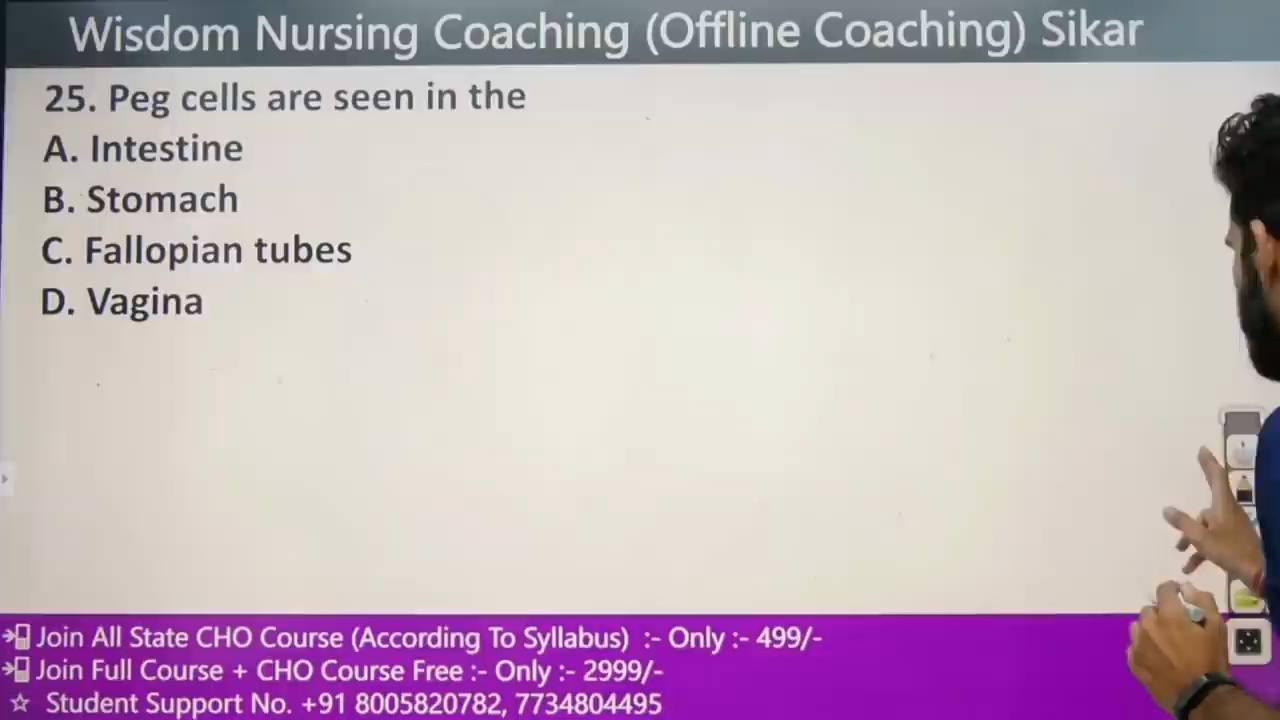 Wisdom Nursing Coaching (Offline Coaching) Sikar
25. Peg cells are seen in the
A. Intestine
B. Stomach
C. Fallopian tubes
D. Vagina
Join All State CHO Course (According To Syllabus) :- Only :- 499/-
Join Full Course + CHO Course Free :- Only :- 2999/-
☆ Student Support No. +91 8005820782, 7734804495